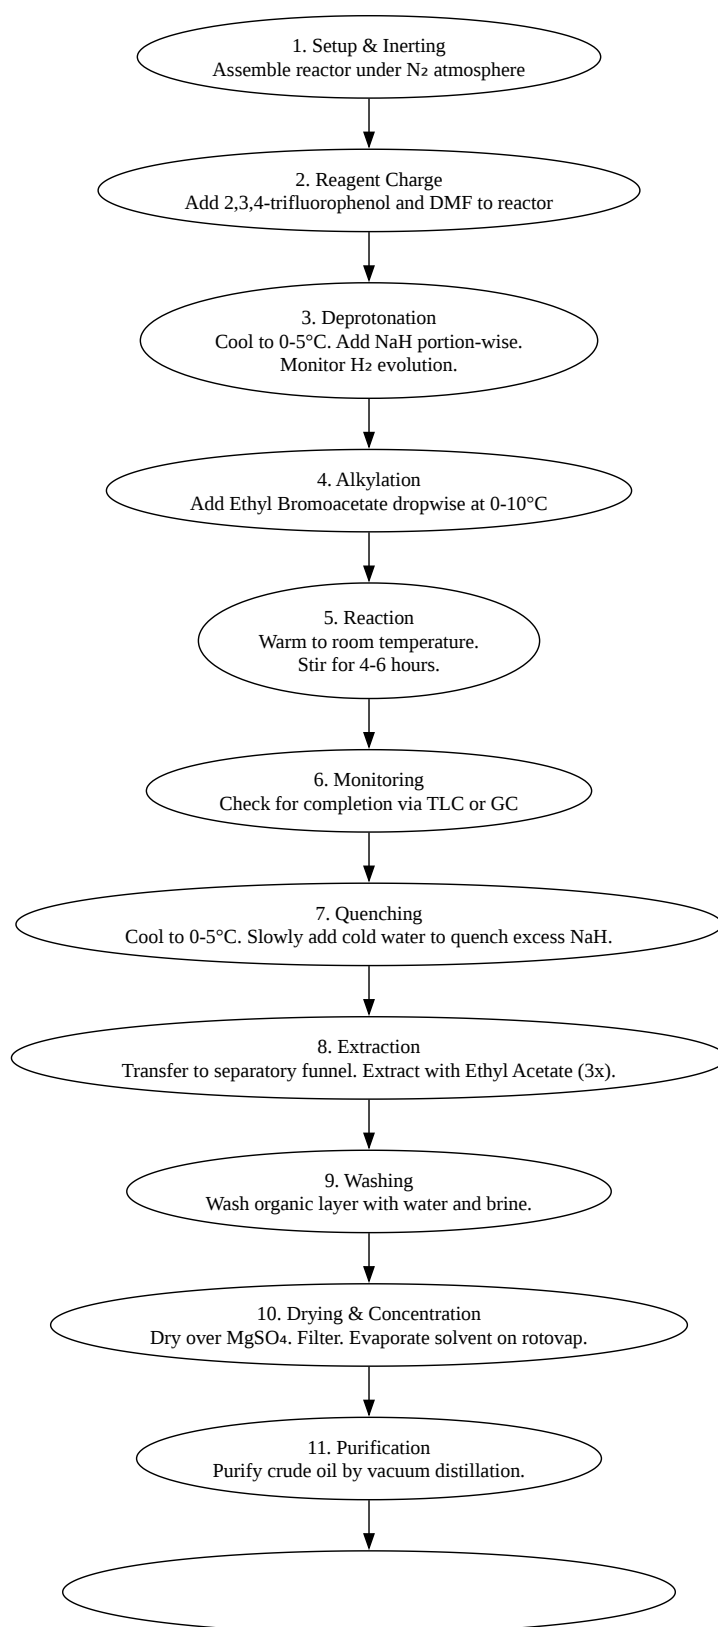 1. Setup & Inerting
Assemble reactor under N₂ atmosphere
2. Reagent Charge
Add 2,3,4-trifluorophenol and DMF to reactor
3. Deprotonation
Cool to 0-5°C. Add NaH portion-wise.
Monitor H₂ evolution.
4. Alkylation
Add Ethyl Bromoacetate dropwise at 0-10°C
5. Reaction
Warm to room temperature.
Stir for 4-6 hours.
6. Monitoring
Check for completion via TLC or GC
7. Quenching
Cool to 0-5°C. Slowly add cold water to quench excess NaH.
8. Extraction
Transfer to separatory funnel. Extract with Ethyl Acetate (3x).
9. Washing
Wash organic layer with water and brine.
10. Drying & Concentration
Dry over MgSO₄. Filter. Evaporate solvent on rotovap.
11. Purification
Purify crude oil by vacuum distillation.